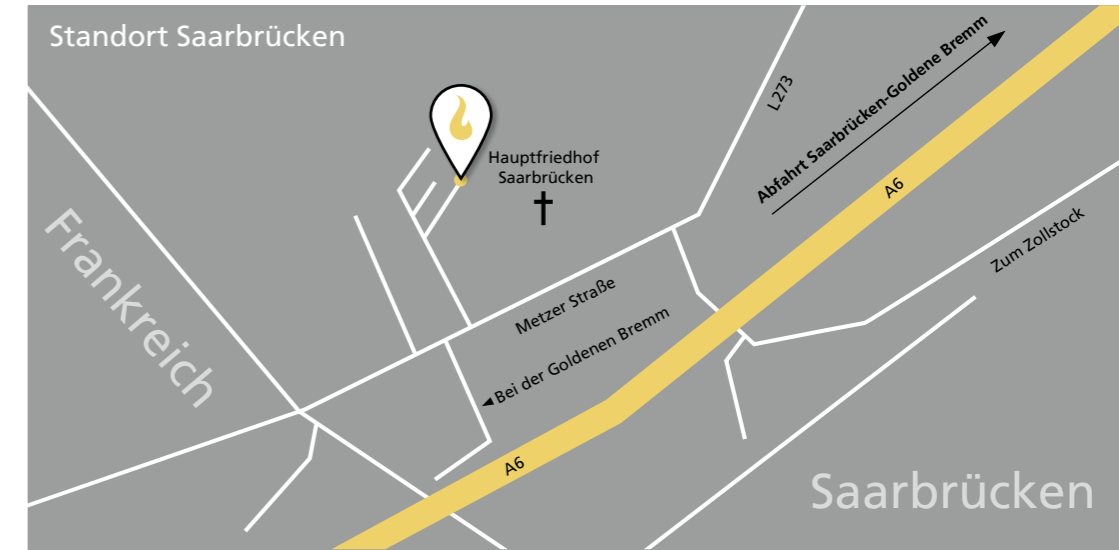 Standort Saarbrücken
Abfahrt Saarbrücken-Goldene Bremm
L273
Hauptfriedhof
Saarbrücken
A6
Frankreich
Zum Zollstock
Metzer Straße
Bei der Goldenen Bremm
A6
Saarbrücken